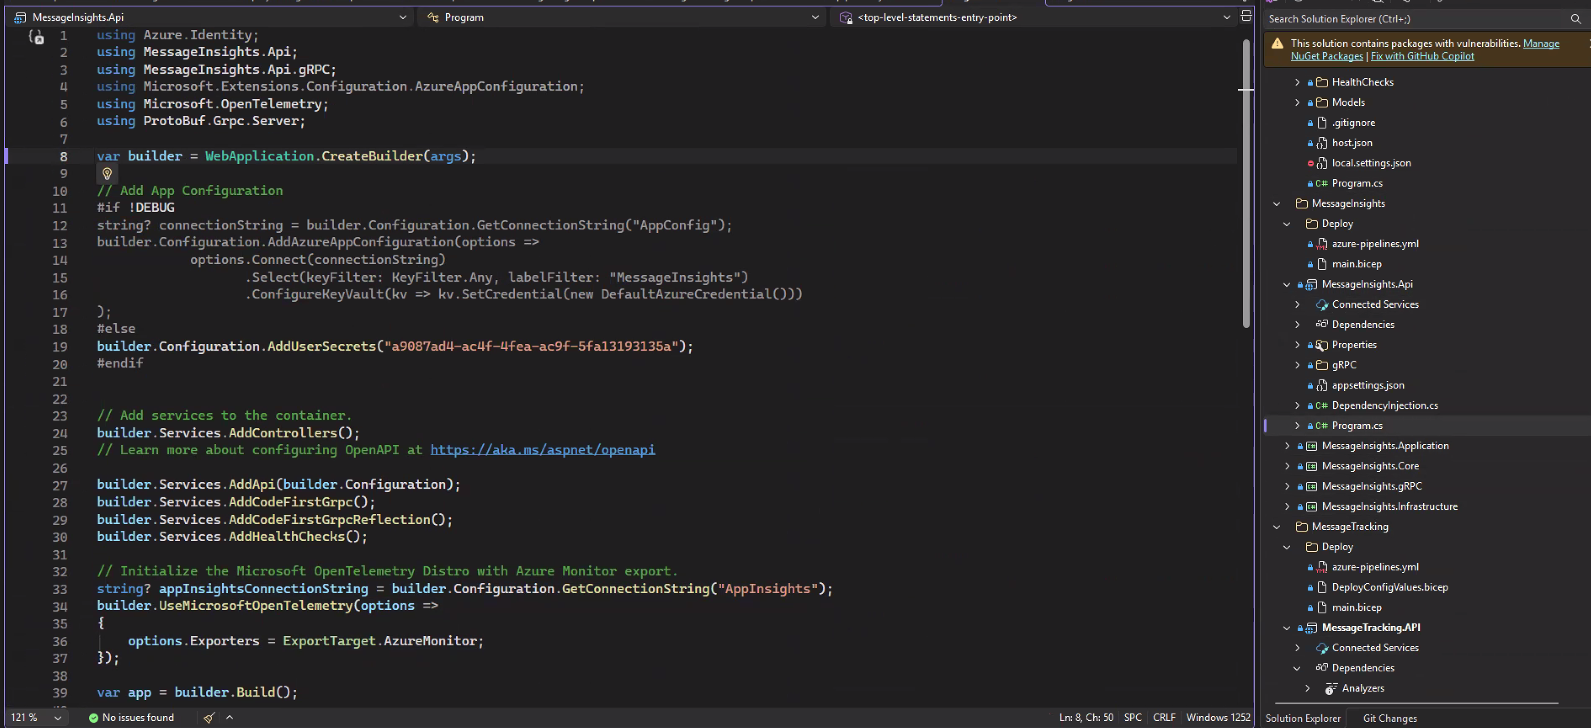 MessageInsights.Api
Program
<top-level-statements-entry-point>
1 using Azure.Identity;
2 using MessageInsights.Api;
3 using MessageInsights.Api.gRPC;
4 using Microsoft.Extensions.Configuration.AzureAppConfiguration;
5 using Microsoft.OpenTelemetry;
6 using ProtoBuf.Grpc.Server;
7
8 var builder = WebApplication.CreateBuilder(args);
9
10 // Add App Configuration
11 #if !DEBUG
12 string? connectionString = builder.Configuration.GetConnectionString("AppConfig");
13 builder.Configuration.AddAzureAppConfiguration(options =>
14 options.Connect(connectionString)
15 .Select(keyFilter: KeyFilter.Any, labelFilter: "MessageInsights")
16 .ConfigureKeyVault(kv => kv.SetCredential(new DefaultAzureCredential()))
17 );
18 #else
19 builder.Configuration.AddUserSecrets("a9087ad4-ac4f-4fea-ac9f-5fa13193135a");
20 #endif
21
22
23 // Add services to the container.
24 builder.Services.AddControllers();
25 // Learn more about configuring OpenAPI at https://aka.ms/aspnet/openapi
26
27 builder.Services.AddApi(builder.Configuration);
28 builder.Services.AddCodeFirstGrpc();
29 builder.Services.AddCodeFirstGrpcReflection();
30 builder.Services.AddHealthChecks();
31
32 // Initialize the Microsoft OpenTelemetry Distro with Azure Monitor export.
33 string? appInsightsConnectionString = builder.Configuration.GetConnectionString("AppInsights");
34 builder.UseMicrosoftOpenTelemetry(options =>
35 {
36 options.Exporters = ExportTarget.AzureMonitor;
37 });
38
39 var app = builder.Build();
121 %
No issues found
Ln: 8, Ch: 50
SPC
CRLF
Windows 1252
Search Solution Explorer (Ctrl+;)
This solution contains packages with vulnerabilities. Manage
NuGet Packages | Fix with GitHub Copilot
HealthChecks
Models
.gitignore
host.json
local.settings.json
C# Program.cs
MessageInsights
Deploy
azure-pipelines.yml
main.bicep
MessageInsights.Api
Connected Services
Dependencies
Properties
gRPC
appsettings.json
C# DependencyInjection.cs
C# Program.cs
MessageInsights.Application
MessageInsights.Core
MessageInsights.gRPC
MessageInsights.Infrastructure
MessageTracking
Deploy
azure-pipelines.yml
DeployConfigValues.bicep
main.bicep
MessageTracking.API
Connected Services
Dependencies
Analyzers
Solution Explorer
Git Changes